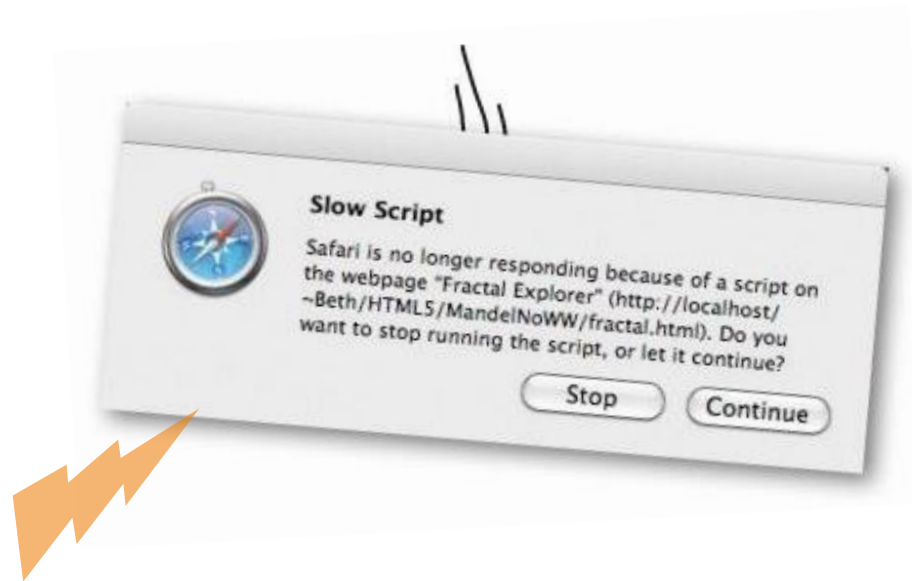 Slow Script
Safari is no longer responding because of a script on
the webpage "Fractal Explorer" (http://localhost/
~Beth/HTML5/MandelNoWW/fractal.html). Do you
want to stop running the script, or let it continue?
Stop
Continue